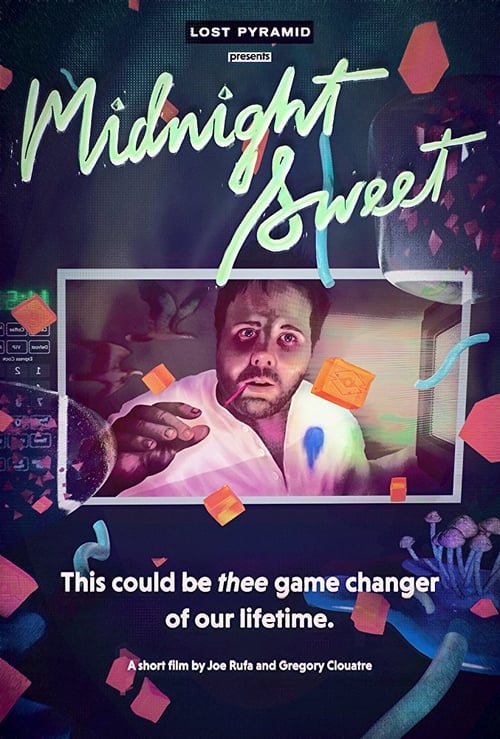 LOST PYRAMID
presents
Midnight
Sweet
This could be thee game changer
of our lifetime.
A short film by Joe Rufa and Gregory Clouatre